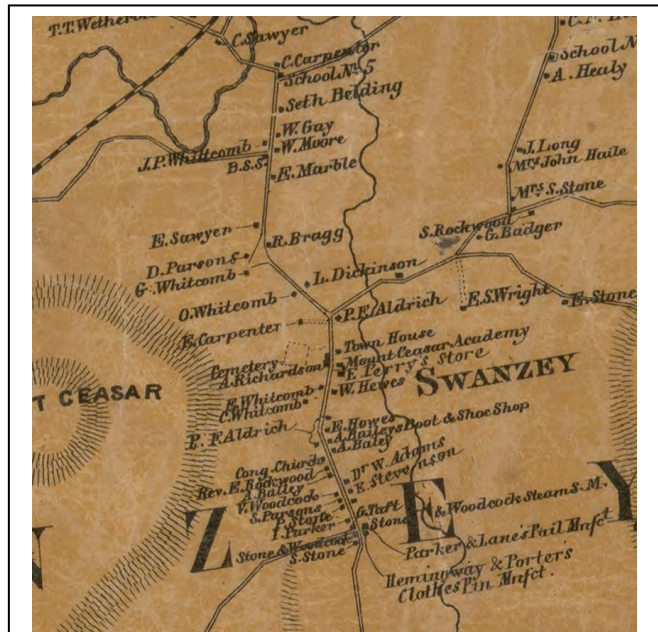 T.T. Wethere
C. Sawyer
C. Carpenter
School No. 5
Seth Belding
W. Gay
W. Moore
J.P. Whitcomb
B.S.S.
E. Marble
School N
A. Healy
J. Long
Mrs. John Haile
Mrs. S. Stone
S. Rockwood
G. Badger
E. Sawyer
R. Bragg
D. Parsons
G. Whitcomb
L. Dickinson
O. Whitcomb
P.F. Aldrich
E.S. Wright
E. Stone
E. Carpenter
Town House
Mount Ceasar Academy
Cemetery
A. Richardson
E. Perry's Store
W. Hewes
SWANZEY
T CEASAR
E. Whitcomb
C. Whitcomb
P. F. Aldrich
E. Howes
A. Baileys Boot & Shoe Shop
A. Baley
Cong. Church
Rev. E. Rockwood
A. Bailey
Dr. W. Adams
E. Stevenson
V. Woodcock
S. Parsons
E. Stone
I. Parker
G. Taft
Stone & Woodcock Steam S.M.
Stone & Woodcock
S. Stone
N Z E Y
Parker & Lane's Pail Mnfct
Hemingway & Porters
Clothes Pin Mnfct.